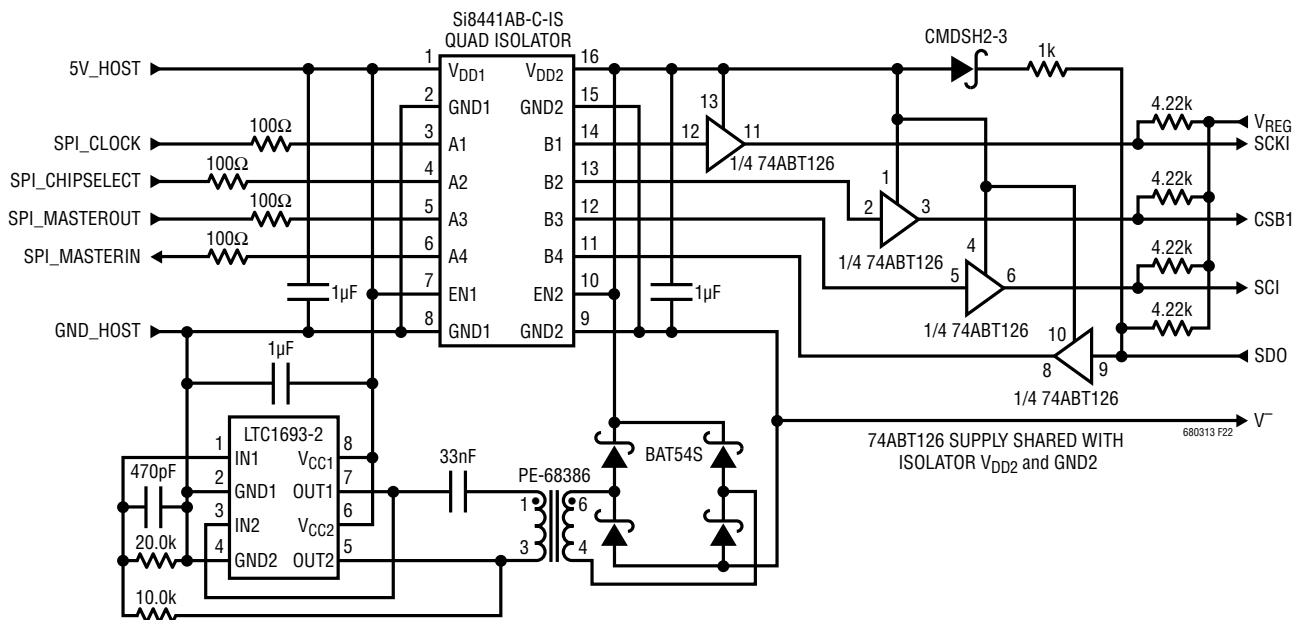 Si8441AB-C-IS
QUAD ISOLATOR
CMDSH2-3
1k
5V_HOST
1
VDD1
VDD2
16
2
GND1
GND2
15
13
4.22k
VREG
SPI_CLOCK
100Ω
3
A1
B1
14
12
11
SCKI
1/4 74ABT126
SPI_CHIPSELECT
100Ω
4
A2
B2
13
1
4.22k
SPI_MASTEROUT
100Ω
5
A3
B3
12
2
3
CSB1
SPI_MASTERIN
100Ω
6
A4
B4
11
1/4 74ABT126
4
4.22k
1µF
7
EN1
EN2
10
1µF
5
6
SCI
GND_HOST
8
GND1
GND2
9
1/4 74ABT126
10
4.22k
1µF
8
9
SDO
1/4 74ABT126
LTC1693-2
1
IN1
VCC1
8
470pF
33nF
PE-68386
BAT54S
74ABT126 SUPPLY SHARED WITH
ISOLATOR VDD2 and GND2
V–
680313 F22
2
GND1
OUT1
7
1
6
3
IN2
VCC2
6
20.0k
4
GND2
OUT2
5
3
4
10.0k